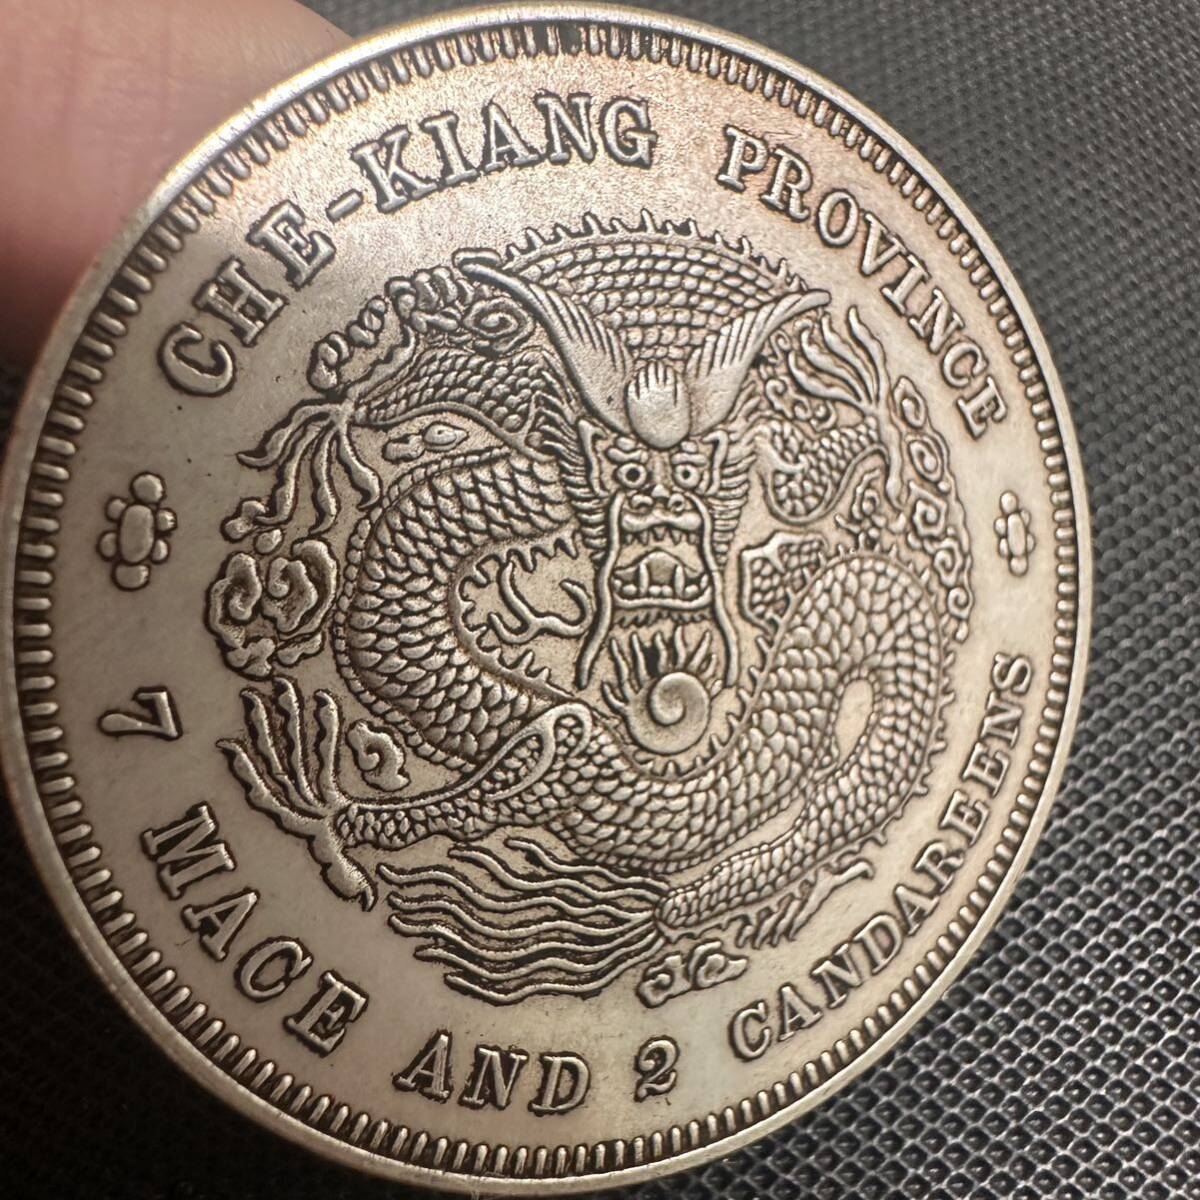 CHE-KIANG PROVINCE
7 MACE AND 2 CANDAREENS